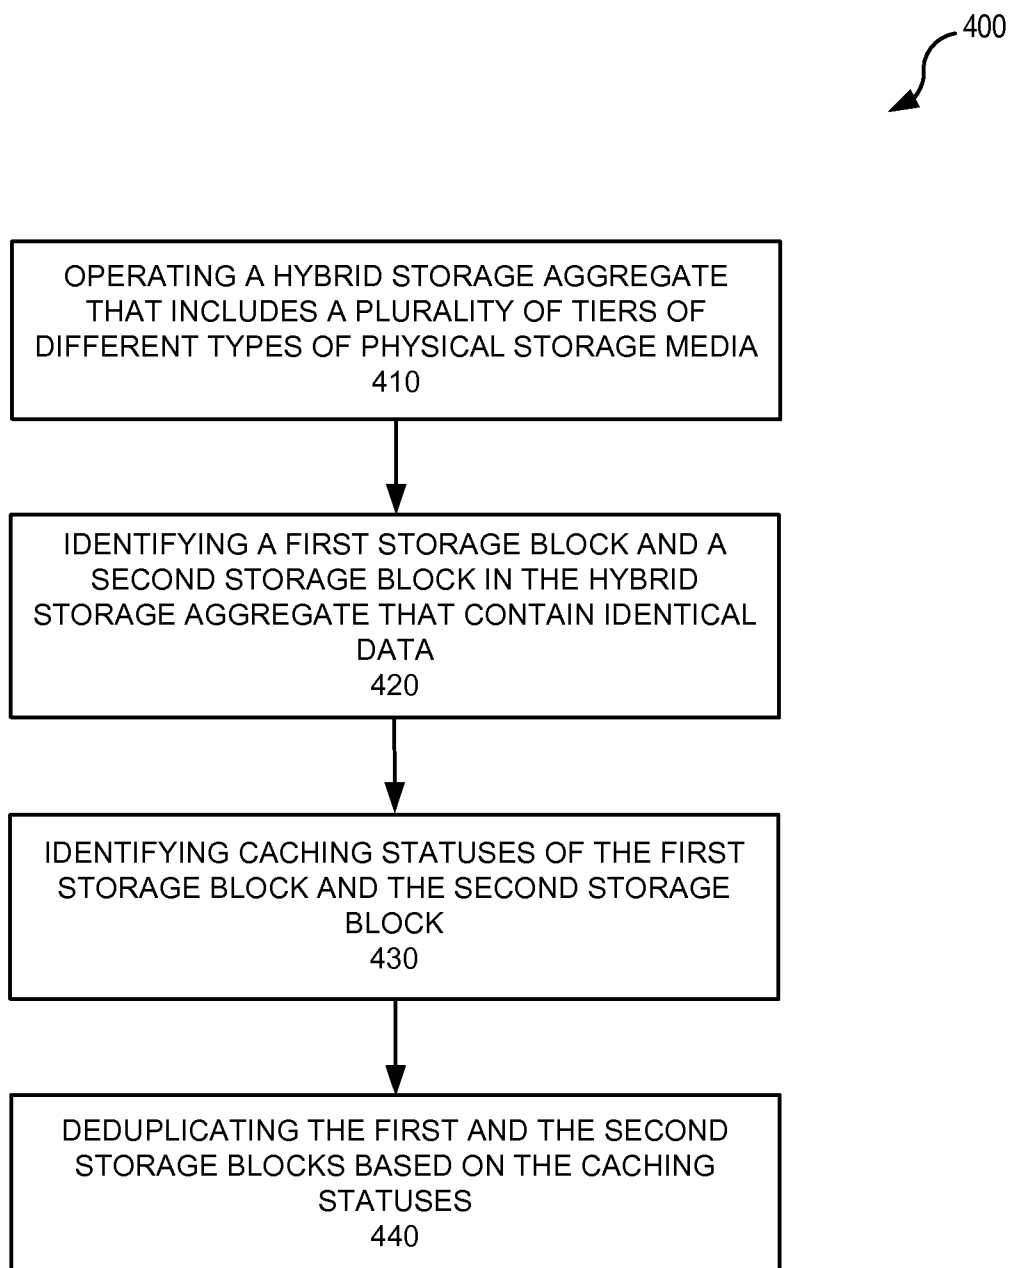 400
OPERATING A HYBRID STORAGE AGGREGATE
THAT INCLUDES A PLURALITY OF TIERS OF
DIFFERENT TYPES OF PHYSICAL STORAGE MEDIA
410
IDENTIFYING A FIRST STORAGE BLOCK AND A
SECOND STORAGE BLOCK IN THE HYBRID
STORAGE AGGREGATE THAT CONTAIN IDENTICAL
DATA
420
IDENTIFYING CACHING STATUSES OF THE FIRST
STORAGE BLOCK AND THE SECOND STORAGE
BLOCK
430
DEDUPLICATING THE FIRST AND THE SECOND
STORAGE BLOCKS BASED ON THE CACHING
STATUSES
440